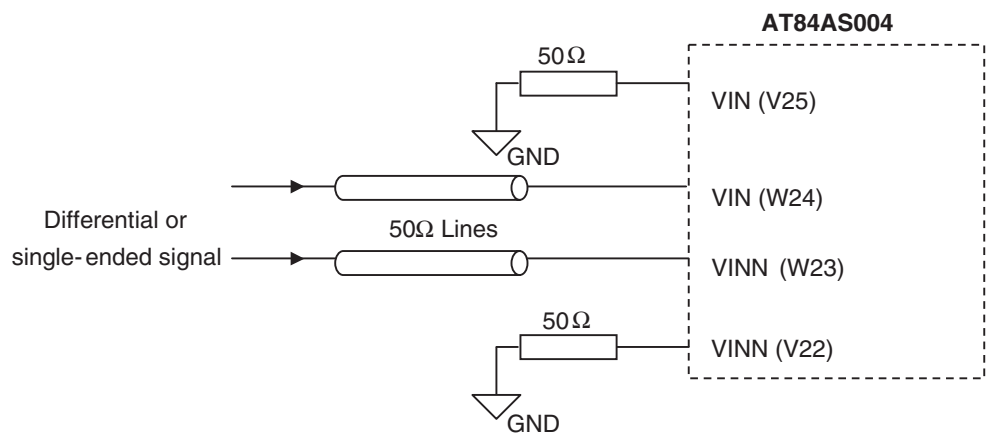 AT84AS004
50Ω
VIN (V25)
GND
VIN (W24)
Differential or
single-ended signal
50Ω Lines
VINN (W23)
50Ω
VINN (V22)
GND